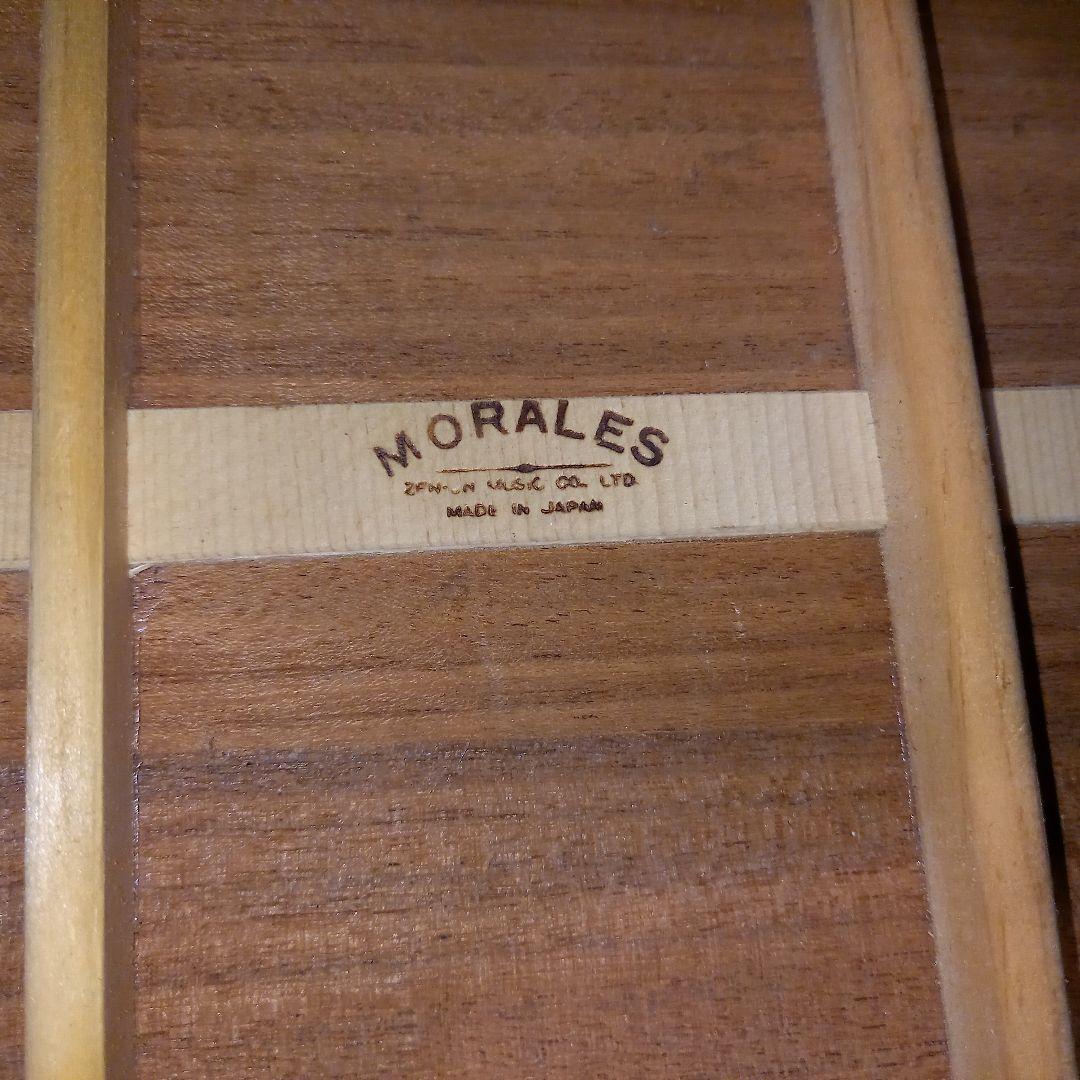 MORALES
ZEN-ON MUSIC CO. LTD.
MADE IN JAPAN